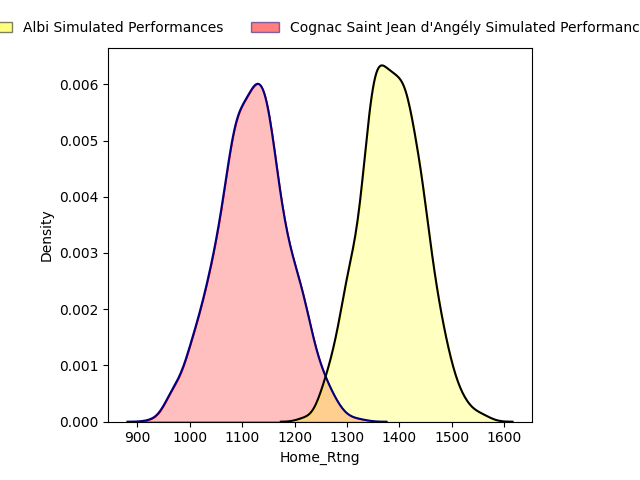 Albi Simulated Performances
Cognac Saint Jean d'Angély Simulated Performanc
0.006
0.005
0.004
0.003
0.002
0.001
0.000
Density
900 1000 1100 1200 1300 1400 1500 1600
Home_Rtng